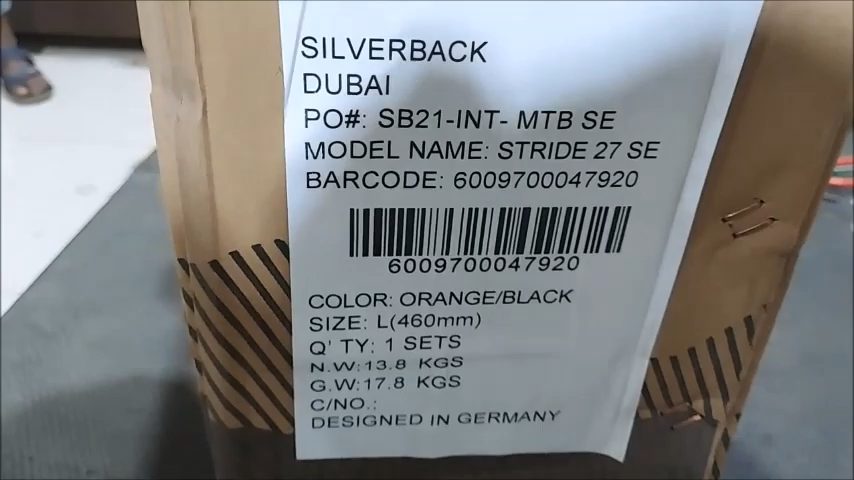 SILVERBACK
DUBAI
PO#: SB21-INT- MTB SE
MODEL NAME: STRIDE 27 SE
BARCODE: 6009700047920
6009700047920
COLOR: ORANGE/BLACK
SIZE: L(460mm)
Q' TY: 1 SETS
N.W:13.8 KGS
G.W:17.8 KGS
C/NO.:
DESIGNED IN GERMANY